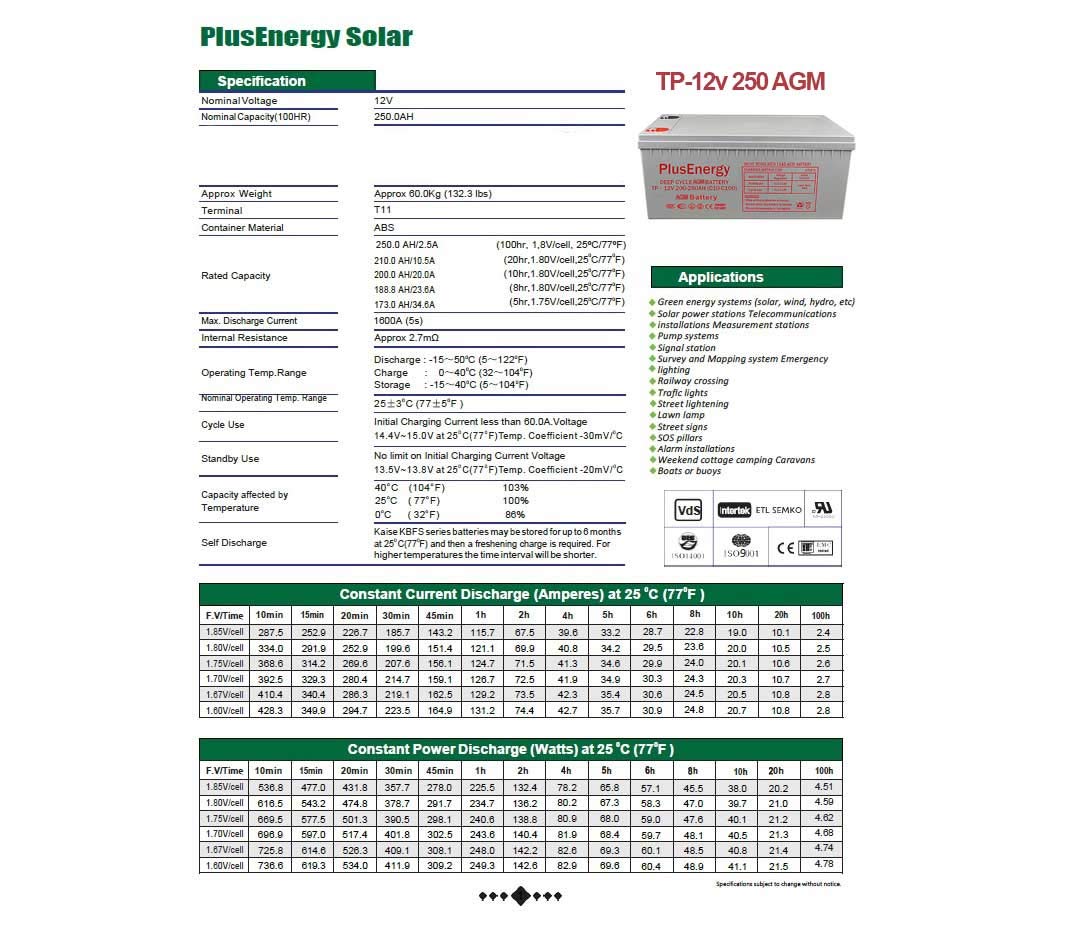 PlusEnergy Solar
Specification
Nominal Voltage 12V
Nominal Capacity(100HR) 250.0AH
Approx Weight Approx 60.0Kg (132.3 lbs)
Terminal T11
Container Material ABS
Rated Capacity
250.0 AH/2.5A (100hr, 1,8V/cell, 25ºC/77ºF)
210.0 AH/10.5A (20hr,1.80V/cell,25°C/77°F)
200.0 AH/20.0A (10hr,1.80V/cell,25°C/77°F)
188.8 AH/23.6A (8hr,1.80V/cell,25°C/77°F)
173.0 AH/34.6A (5hr,1.75V/cell,25°C/77°F)
Max. Discharge Current 1600A (5s)
Internal Resistance Approx 2.7mΩ
Operating Temp.Range
Discharge : -15～50°C (5～122°F)
Charge : 0～40°C (32～104°F)
Storage : -15～40°C (5～104°F)
Nominal Operating Temp. Range 25±3°C (77±5°F )
Cycle Use
Initial Charging Current less than 60.0A.Voltage
14.4V~15.0V at 25°C(77°F)Temp. Coefficient -30mV/°C
Standby Use
No limit on Initial Charging Current Voltage
13.5V~13.8V at 25°C(77°F)Temp. Coefficient -20mV/°C
Capacity affected by
Temperature
40°C (104°F) 103%
25°C ( 77°F) 100%
0°C ( 32°F) 86%
Self Discharge
Kaise KBFS series batteries may be stored for up to 6 months
at 25°C(77°F) and then a freshening charge is required. For
higher temperatures the time interval will be shorter.
TP-12v 250 AGM
PlusEnergy
DEEP CYCLE AGM BATTERY
TP - 12V 200-250AH (C10-C100)
AGM Battery
Applications
Green energy systems (solar, wind, hydro, etc)
Solar power stations Telecommunications
installations Measurement stations
Pump systems
Signal station
Survey and Mapping system Emergency
lighting
Railway crossing
Trafic lights
Street lightening
Lawn lamp
Street signs
SOS pillars
Alarm installations
Weekend cottage camping Caravans
Boats or buoys
VdS Intertek ETL SEMKO
ISO14001 ISO9001 CE EMC
Constant Current Discharge (Amperes) at 25 °C (77°F )
F.V/Time 10min 15min 20min 30min 45min 1h 2h 4h 5h 6h 8h 10h 20h 100h
1.85V/cell 287.5 252.9 226.7 185.7 143.2 115.7 67.5 39.6 33.2 28.7 22.8 19.0 10.1 2.4
1.80V/cell 334.0 291.9 252.9 199.6 151.4 121.1 69.9 40.8 34.2 29.5 23.6 20.0 10.5 2.5
1.75V/cell 368.6 314.2 269.6 207.6 156.1 124.7 71.5 41.3 34.6 29.9 24.0 20.1 10.6 2.6
1.70V/cell 392.5 329.3 280.4 214.7 159.1 126.7 72.5 41.9 34.9 30.3 24.3 20.3 10.7 2.7
1.67V/cell 410.4 340.4 286.3 219.1 162.5 129.2 73.5 42.3 35.4 30.6 24.5 20.5 10.8 2.8
1.60V/cell 428.3 349.9 294.7 223.5 164.9 131.2 74.4 42.7 35.7 30.9 24.8 20.7 10.8 2.8
Constant Power Discharge (Watts) at 25 °C (77°F )
F.V/Time 10min 15min 20min 30min 45min 1h 2h 4h 5h 6h 8h 10h 20h 100h
1.85V/cell 536.8 477.0 431.8 357.7 278.0 225.5 132.4 78.2 65.8 57.1 45.5 38.0 20.2 4.51
1.80V/cell 616.5 543.2 474.8 378.7 291.7 234.7 136.2 80.2 67.3 58.3 47.0 39.7 21.0 4.59
1.75V/cell 669.5 577.5 501.3 390.5 298.1 240.6 138.8 80.9 68.0 59.0 47.6 40.1 21.2 4.62
1.70V/cell 696.9 597.0 517.4 401.8 302.5 243.6 140.4 81.9 68.4 59.7 48.1 40.5 21.3 4.68
1.67V/cell 725.8 614.6 526.3 409.1 308.1 248.0 142.2 82.6 69.3 60.1 48.5 40.8 21.4 4.74
1.60V/cell 736.6 619.3 534.0 411.9 309.2 249.3 142.6 82.9 69.6 60.4 48.9 41.1 21.5 4.78
Specifications subject to change without notice.